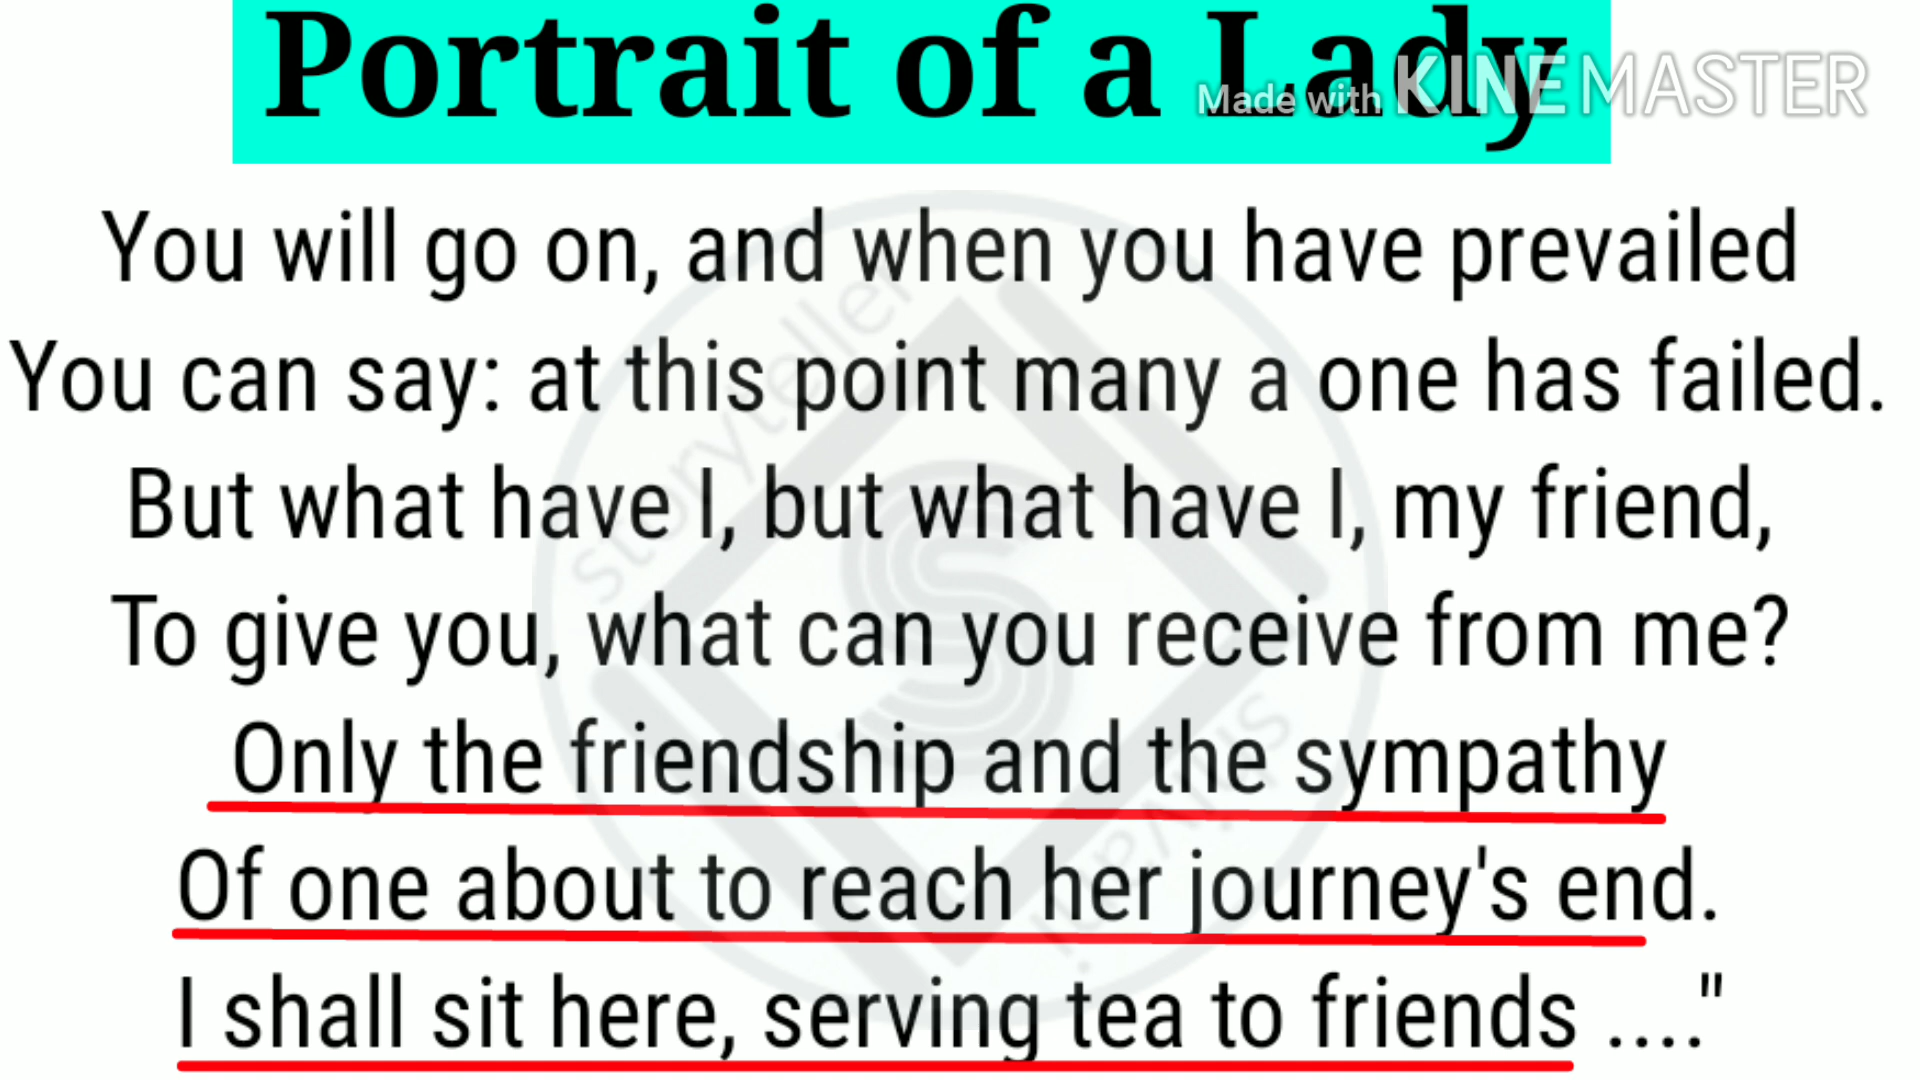 Portrait of a Lady
Made with KINEMASTER
You will go on, and when you have prevailed
You can say: at this point many a one has failed.
But what have I, but what have I, my friend,
To give you, what can you receive from me?
Only the friendship and the sympathy
Of one about to reach her journey's end.
I shall sit here, serving tea to friends ...."
storyteller
shivani